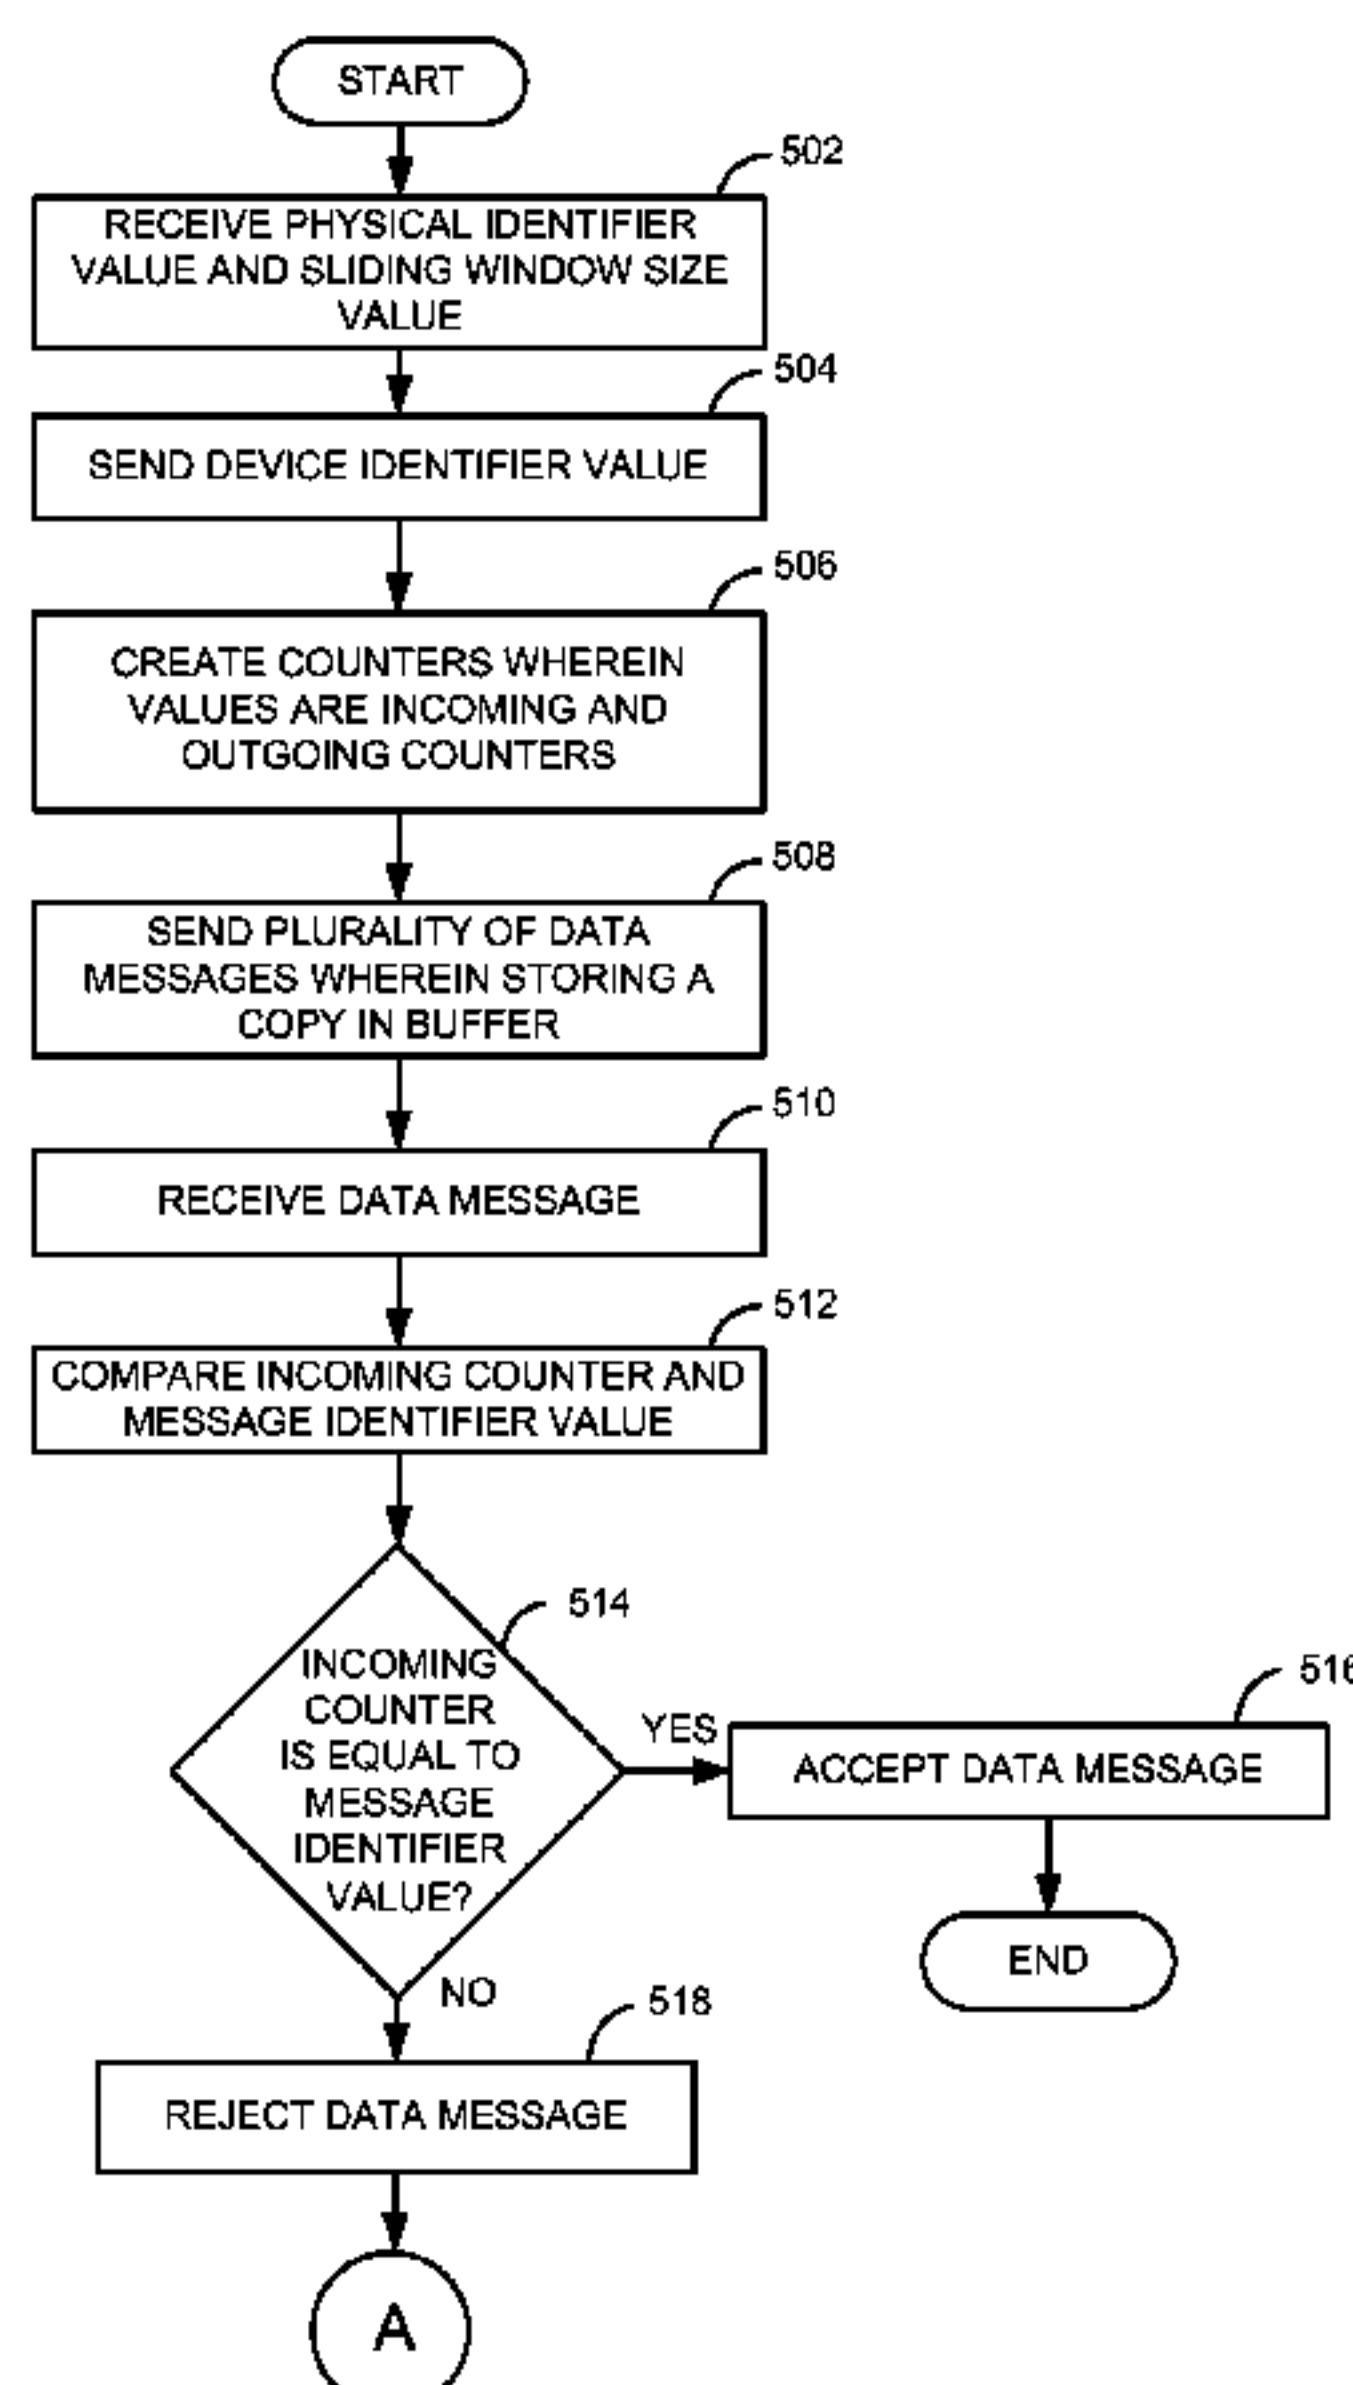 START
502
RECEIVE PHYSICAL IDENTIFIER
VALUE AND SLIDING WINDOW SIZE
VALUE
504
SEND DEVICE IDENTIFIER VALUE
506
CREATE COUNTERS WHEREIN
VALUES ARE INCOMING AND
OUTGOING COUNTERS
508
SEND PLURALITY OF DATA
MESSAGES WHEREIN STORING A
COPY IN BUFFER
510
RECEIVE DATA MESSAGE
512
COMPARE INCOMING COUNTER AND
MESSAGE IDENTIFIER VALUE
514
INCOMING
COUNTER
IS EQUAL TO
MESSAGE
IDENTIFIER
VALUE?
YES
516
ACCEPT DATA MESSAGE
END
NO
518
REJECT DATA MESSAGE
A